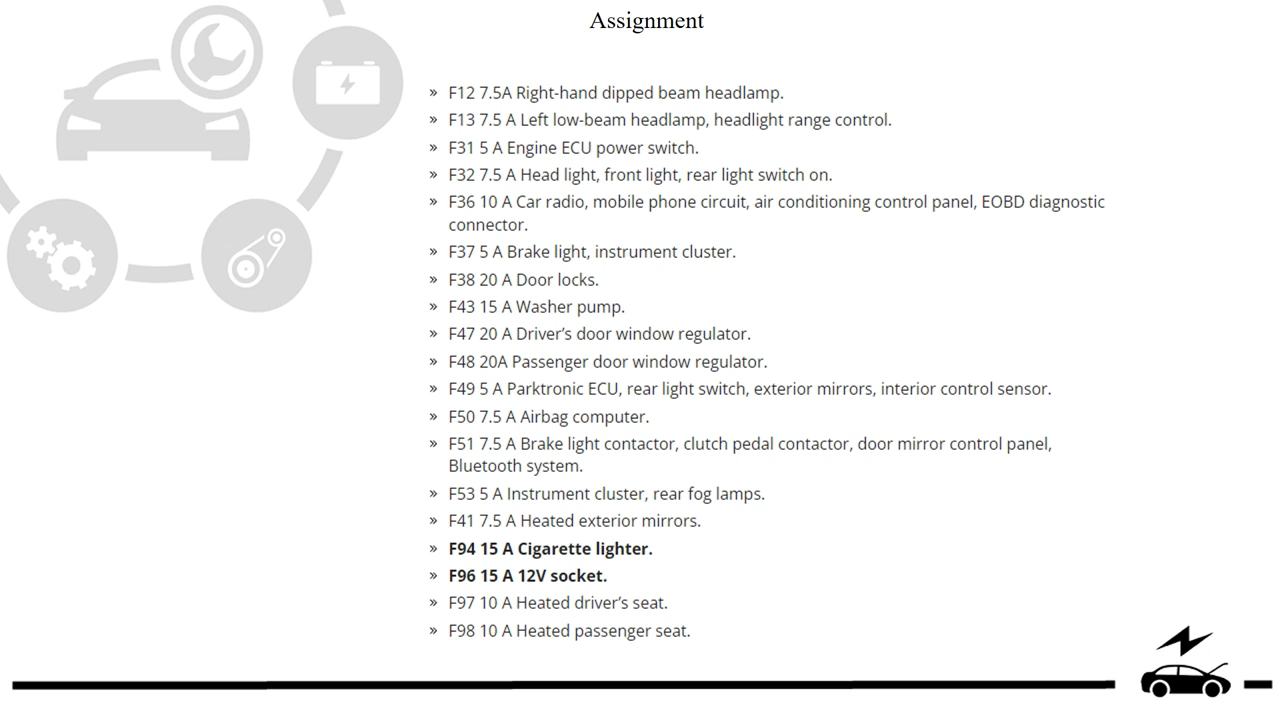 Assignment
» F12 7.5A Right-hand dipped beam headlamp.
» F13 7.5 A Left low-beam headlamp, headlight range control.
» F31 5 A Engine ECU power switch.
» F32 7.5 A Head light, front light, rear light switch on.
» F36 10 A Car radio, mobile phone circuit, air conditioning control panel, EOBD diagnostic
connector.
» F37 5 A Brake light, instrument cluster.
» F38 20 A Door locks.
» F43 15 A Washer pump.
» F47 20 A Driver’s door window regulator.
» F48 20A Passenger door window regulator.
» F49 5 A Parktronic ECU, rear light switch, exterior mirrors, interior control sensor.
» F50 7.5 A Airbag computer.
» F51 7.5 A Brake light contactor, clutch pedal contactor, door mirror control panel,
Bluetooth system.
» F53 5 A Instrument cluster, rear fog lamps.
» F41 7.5 A Heated exterior mirrors.
» F94 15 A Cigarette lighter.
» F96 15 A 12V socket.
» F97 10 A Heated driver’s seat.
» F98 10 A Heated passenger seat.